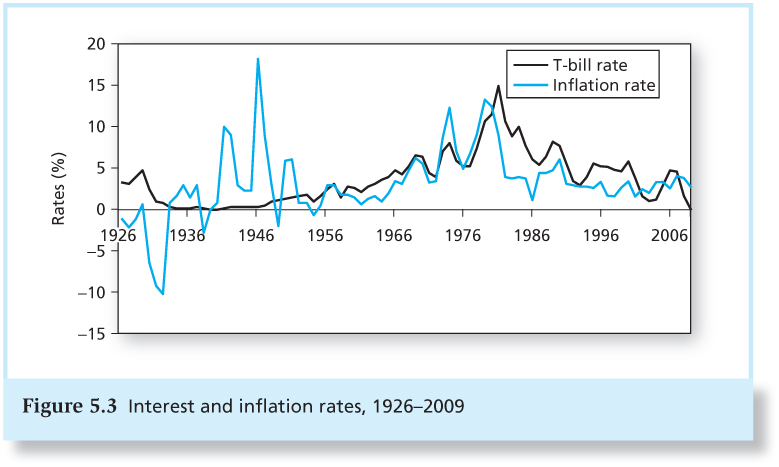 20
15
10
5
0
−5
−10
−15
Rates (%)
T-bill rate
Inflation rate
1926 1936 1946 1956 1966 1976 1986 1996 2006
Figure 5.3 Interest and inflation rates, 1926–2009